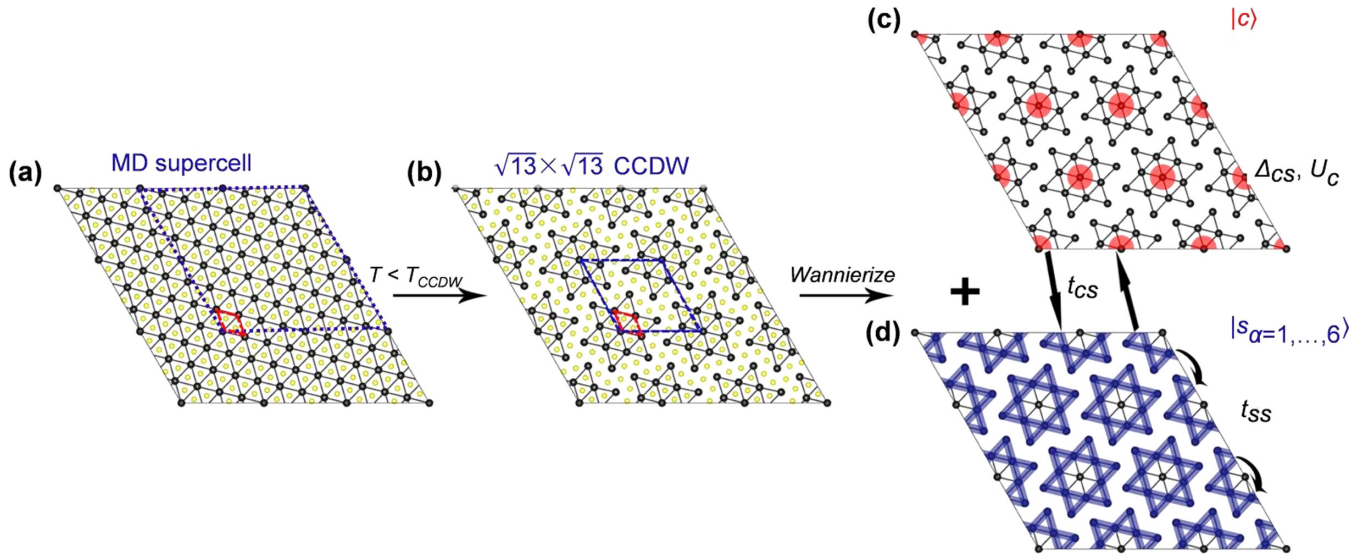 (a)
MD supercell
T < T_CCDW
(b)
√13×√13 CCDW
Wannierize
+
(c)
|c⟩
Δ_CS, U_C
t_CS
(d)
|s_α=1,...,6⟩
t_SS